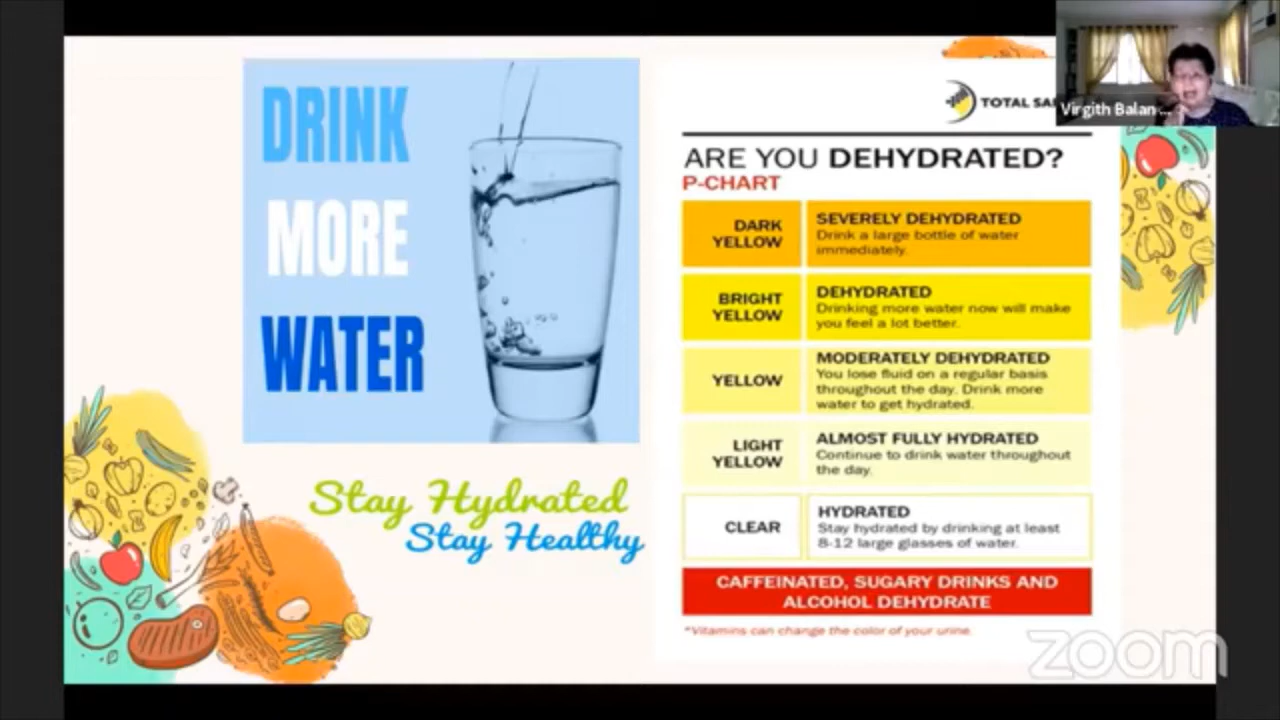 DRINK
MORE
WATER
Stay Hydrated
Stay Healthy
TOTAL
Virgith Balan...
ARE YOU DEHYDRATED?
P-CHART
DARK
YELLOW
SEVERELY DEHYDRATED
Drink a large bottle of water
immediately.
BRIGHT
YELLOW
DEHYDRATED
Drinking more water now will make
you feel a lot better.
YELLOW
MODERATELY DEHYDRATED
You lose fluid on a regular basis
throughout the day. Drink more
water to get hydrated.
LIGHT
YELLOW
ALMOST FULLY HYDRATED
Continue to drink water throughout
the day.
CLEAR
HYDRATED
Stay hydrated by drinking at least
8-12 large glasses of water.
CAFFEINATED, SUGARY DRINKS AND
ALCOHOL DEHYDRATE
*Vitamins can change the color of your urine.
zoom